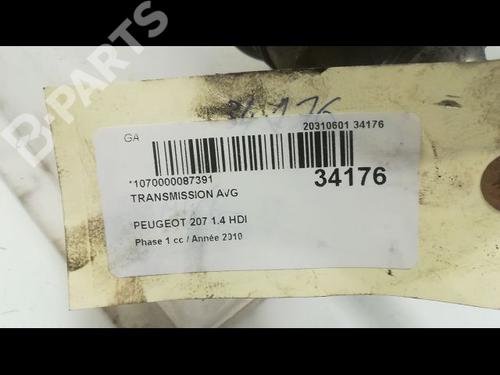 B-PARTS
34176
GA
20310601 34176
*1070000087391
34176
TRANSMISSION AVG
PEUGEOT 207 1.4 HDI
Phase 1 cc / Année 2010